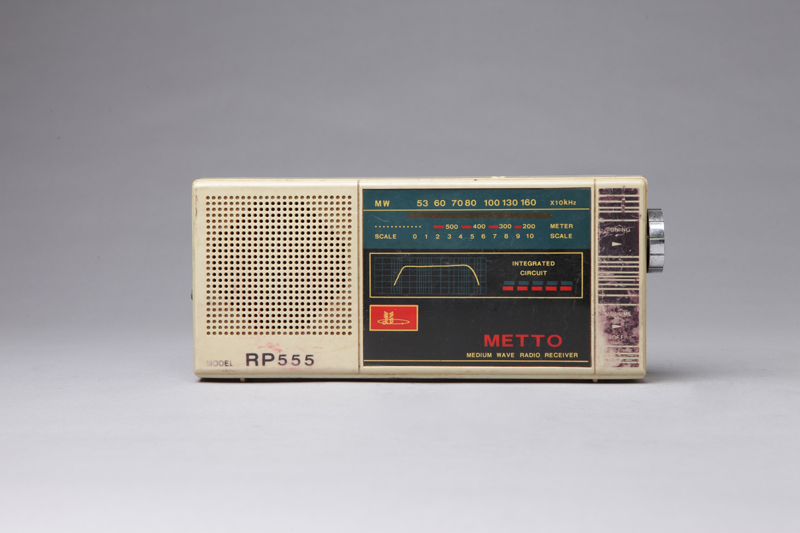 MW 53 60 70 80 100 130 160 X10kHz
500 400 300 200 METER
SCALE 0 1 2 3 4 5 6 7 8 9 10 SCALE
INTEGRATED
CIRCUIT
TUNING
METTO
MEDIUM WAVE RADIO RECEIVER
MODEL RP555